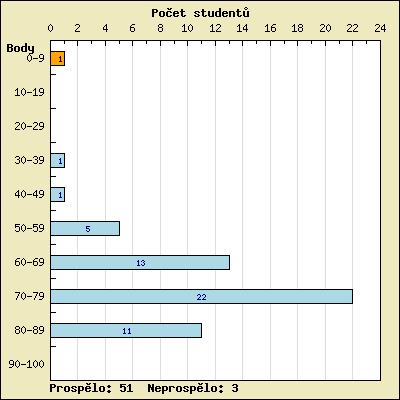 Počet studentů
0 2 4 6 8 10 12 14 16 18 20 22 24
Body
0-9 1
10-19
20-29
30-39 1
40-49 1
50-59 5
60-69 13
70-79 22
80-89 11
90-100
Prospělo: 51 Neprospělo: 3